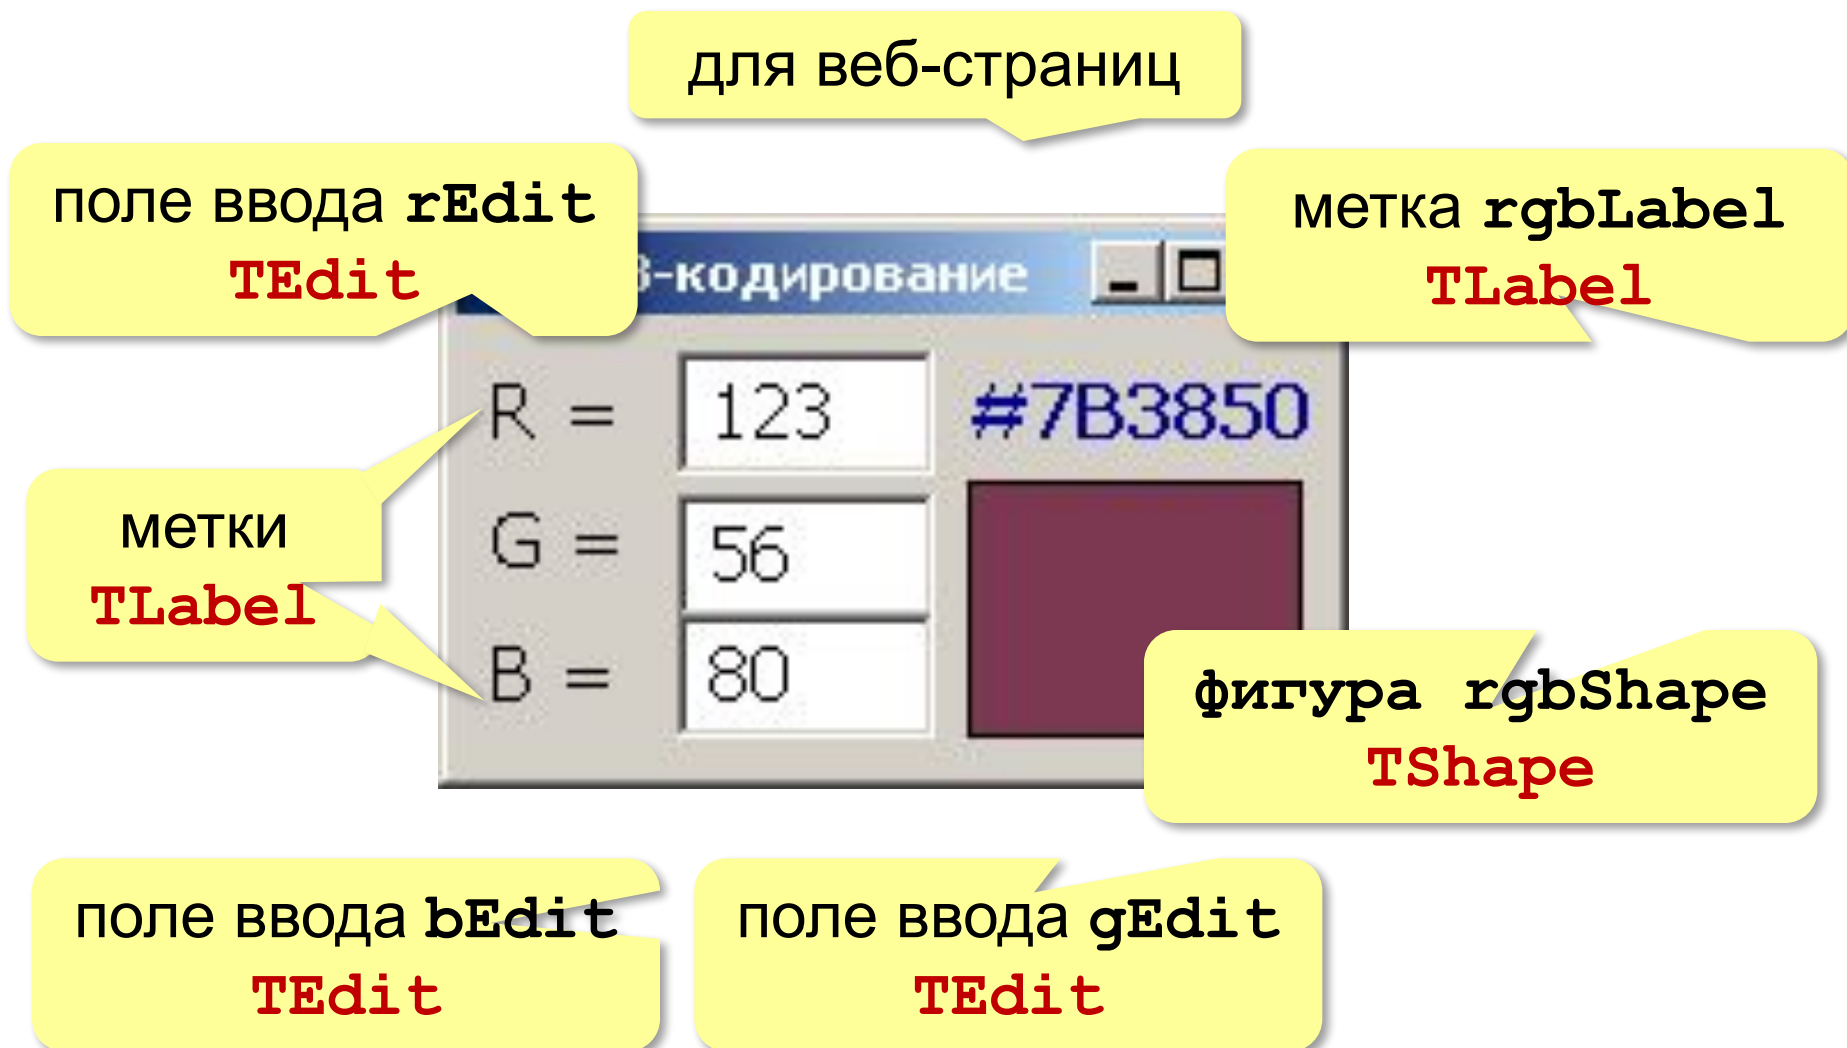 для веб-страниц
поле ввода rEdit
TEdit
метка rgbLabel
TLabel
-кодирование
R =
123
#7B3850
метки
TLabel
G =
56
B =
80
фигура rgbShape
TShape
поле ввода bEdit
TEdit
поле ввода gEdit
TEdit